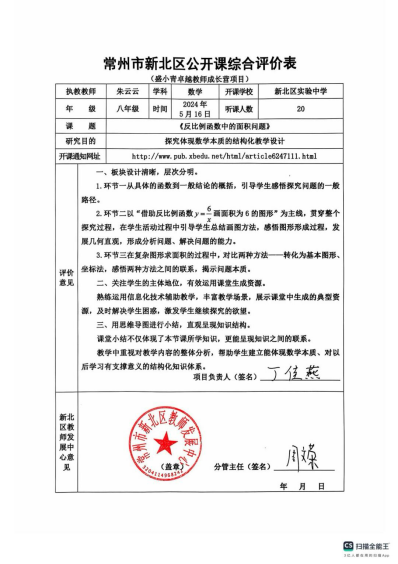 常州市新北区公开课综合评价表
（盛小青卓越教师成长营项目）
执教教师 朱云云 学科 数学 开课学校 新北区实验中学
年 级 八年级 时间 2024年5月16日 听课人数 20
课 题 《反比例函数中的面积问题》
研究目的 探究体现数学本质的结构化教学设计
开课通知网址 http://www.pub.xbedu.net/html/article6247111.html
评价意见
一、板块设计清晰，层次分明。
1.环节一从具体的函数到一般结论的概括，引导学生感悟探究问题的一般
路径。
2.环节二以“借助反比例函数y=6/x画面积为6的图形”为主线，贯穿整个
探究过程，在学生活动过程中引导学生总结画图方法，感悟图形形成过程，发
展几何直观，形成分析问题、解决问题的能力。
3.环节三在复杂图形求面积的过程中，对比两种方法——转化为基本图形、
坐标法，感悟两种方法之间的联系，揭示问题本质。
二、关注学生的主体地位，有效运用课堂生成资源。
熟练运用信息化技术辅助教学，丰富教学场景，展示课堂中生成的典型资
源，及时解决学生困惑，激发学生继续探究的欲望。
三、用思维导图进行小结，直观呈现知识结构。
课堂小结不仅体现了本节课所学知识，更能呈现知识之间的联系。
教学中重视对教学内容的整体分析，帮助学生建立能体现数学本质、对以
后学习有支撑意义的结构化知识体系。
项目负责人（签名） 丁佳燕
新北区教师发展中心意见
常州市新北区教师发展中心
（盖章）
分管主任（签名）
年 月 日
CS 扫描全能王
3亿人都在用的扫描App